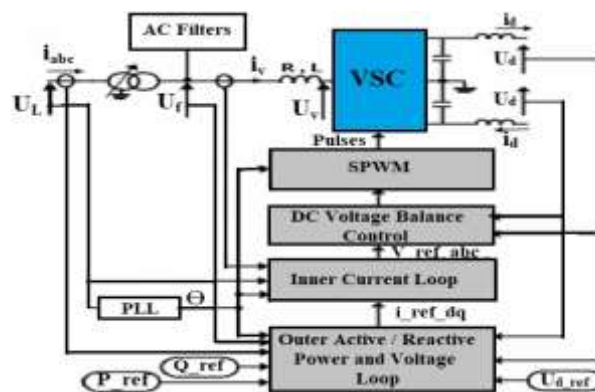 AC Filters
i_abc
i_v
R, L
VSC
i_d
U_d
U_L
U_f
U_v
U_d
i_d
Pulses
SPWM
DC Voltage Balance
Control
V_ref_abc
Inner Current Loop
PLL
Θ
i_ref_dq
Outer Active / Reactive
Power and Voltage
Loop
Q_ref
P_ref
U_d_ref